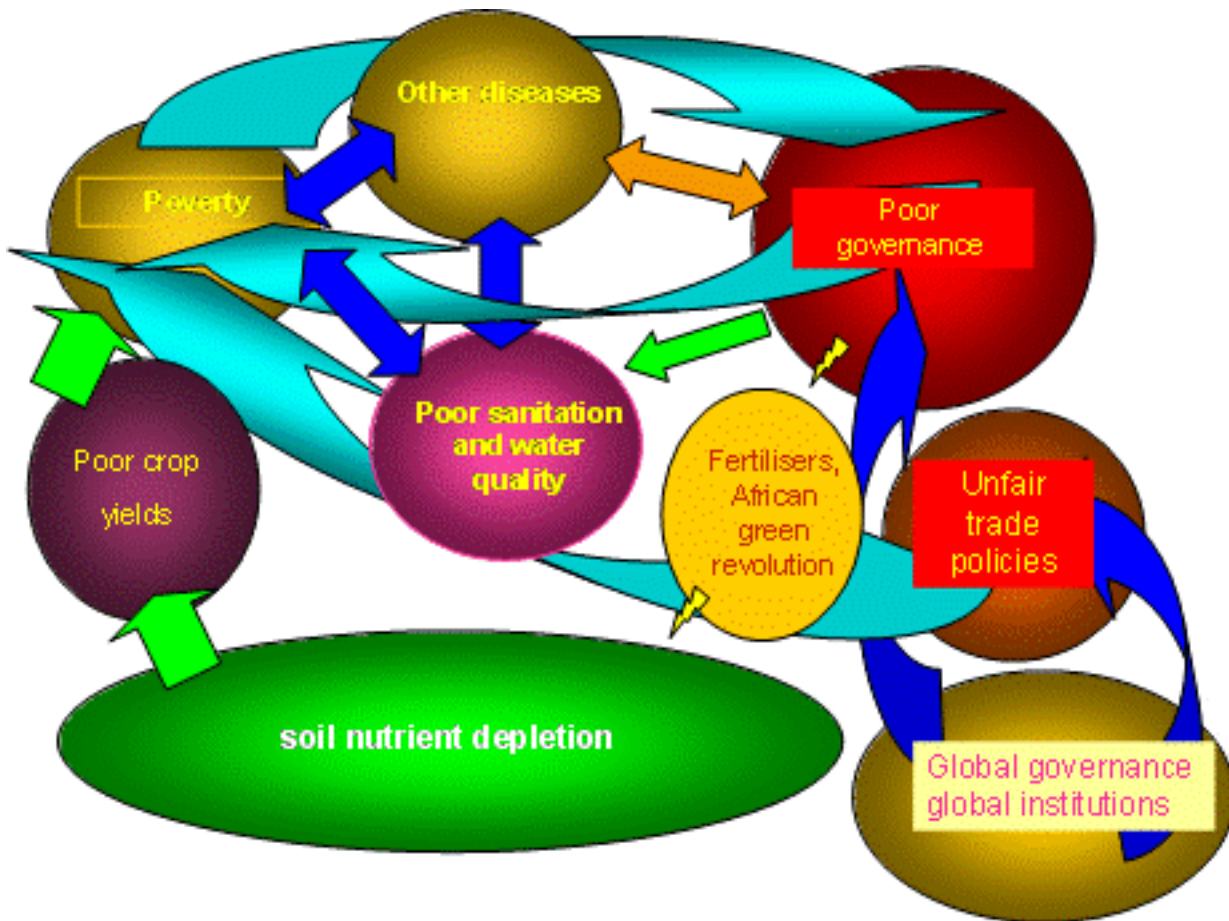 Other diseases
Poverty
Poor
governance
Poor sanitation
and water
quality
Poor crop
yields
Fertilisers,
African
green
revolution
Unfair
trade
policies
soil nutrient depletion
Global governance
global institutions